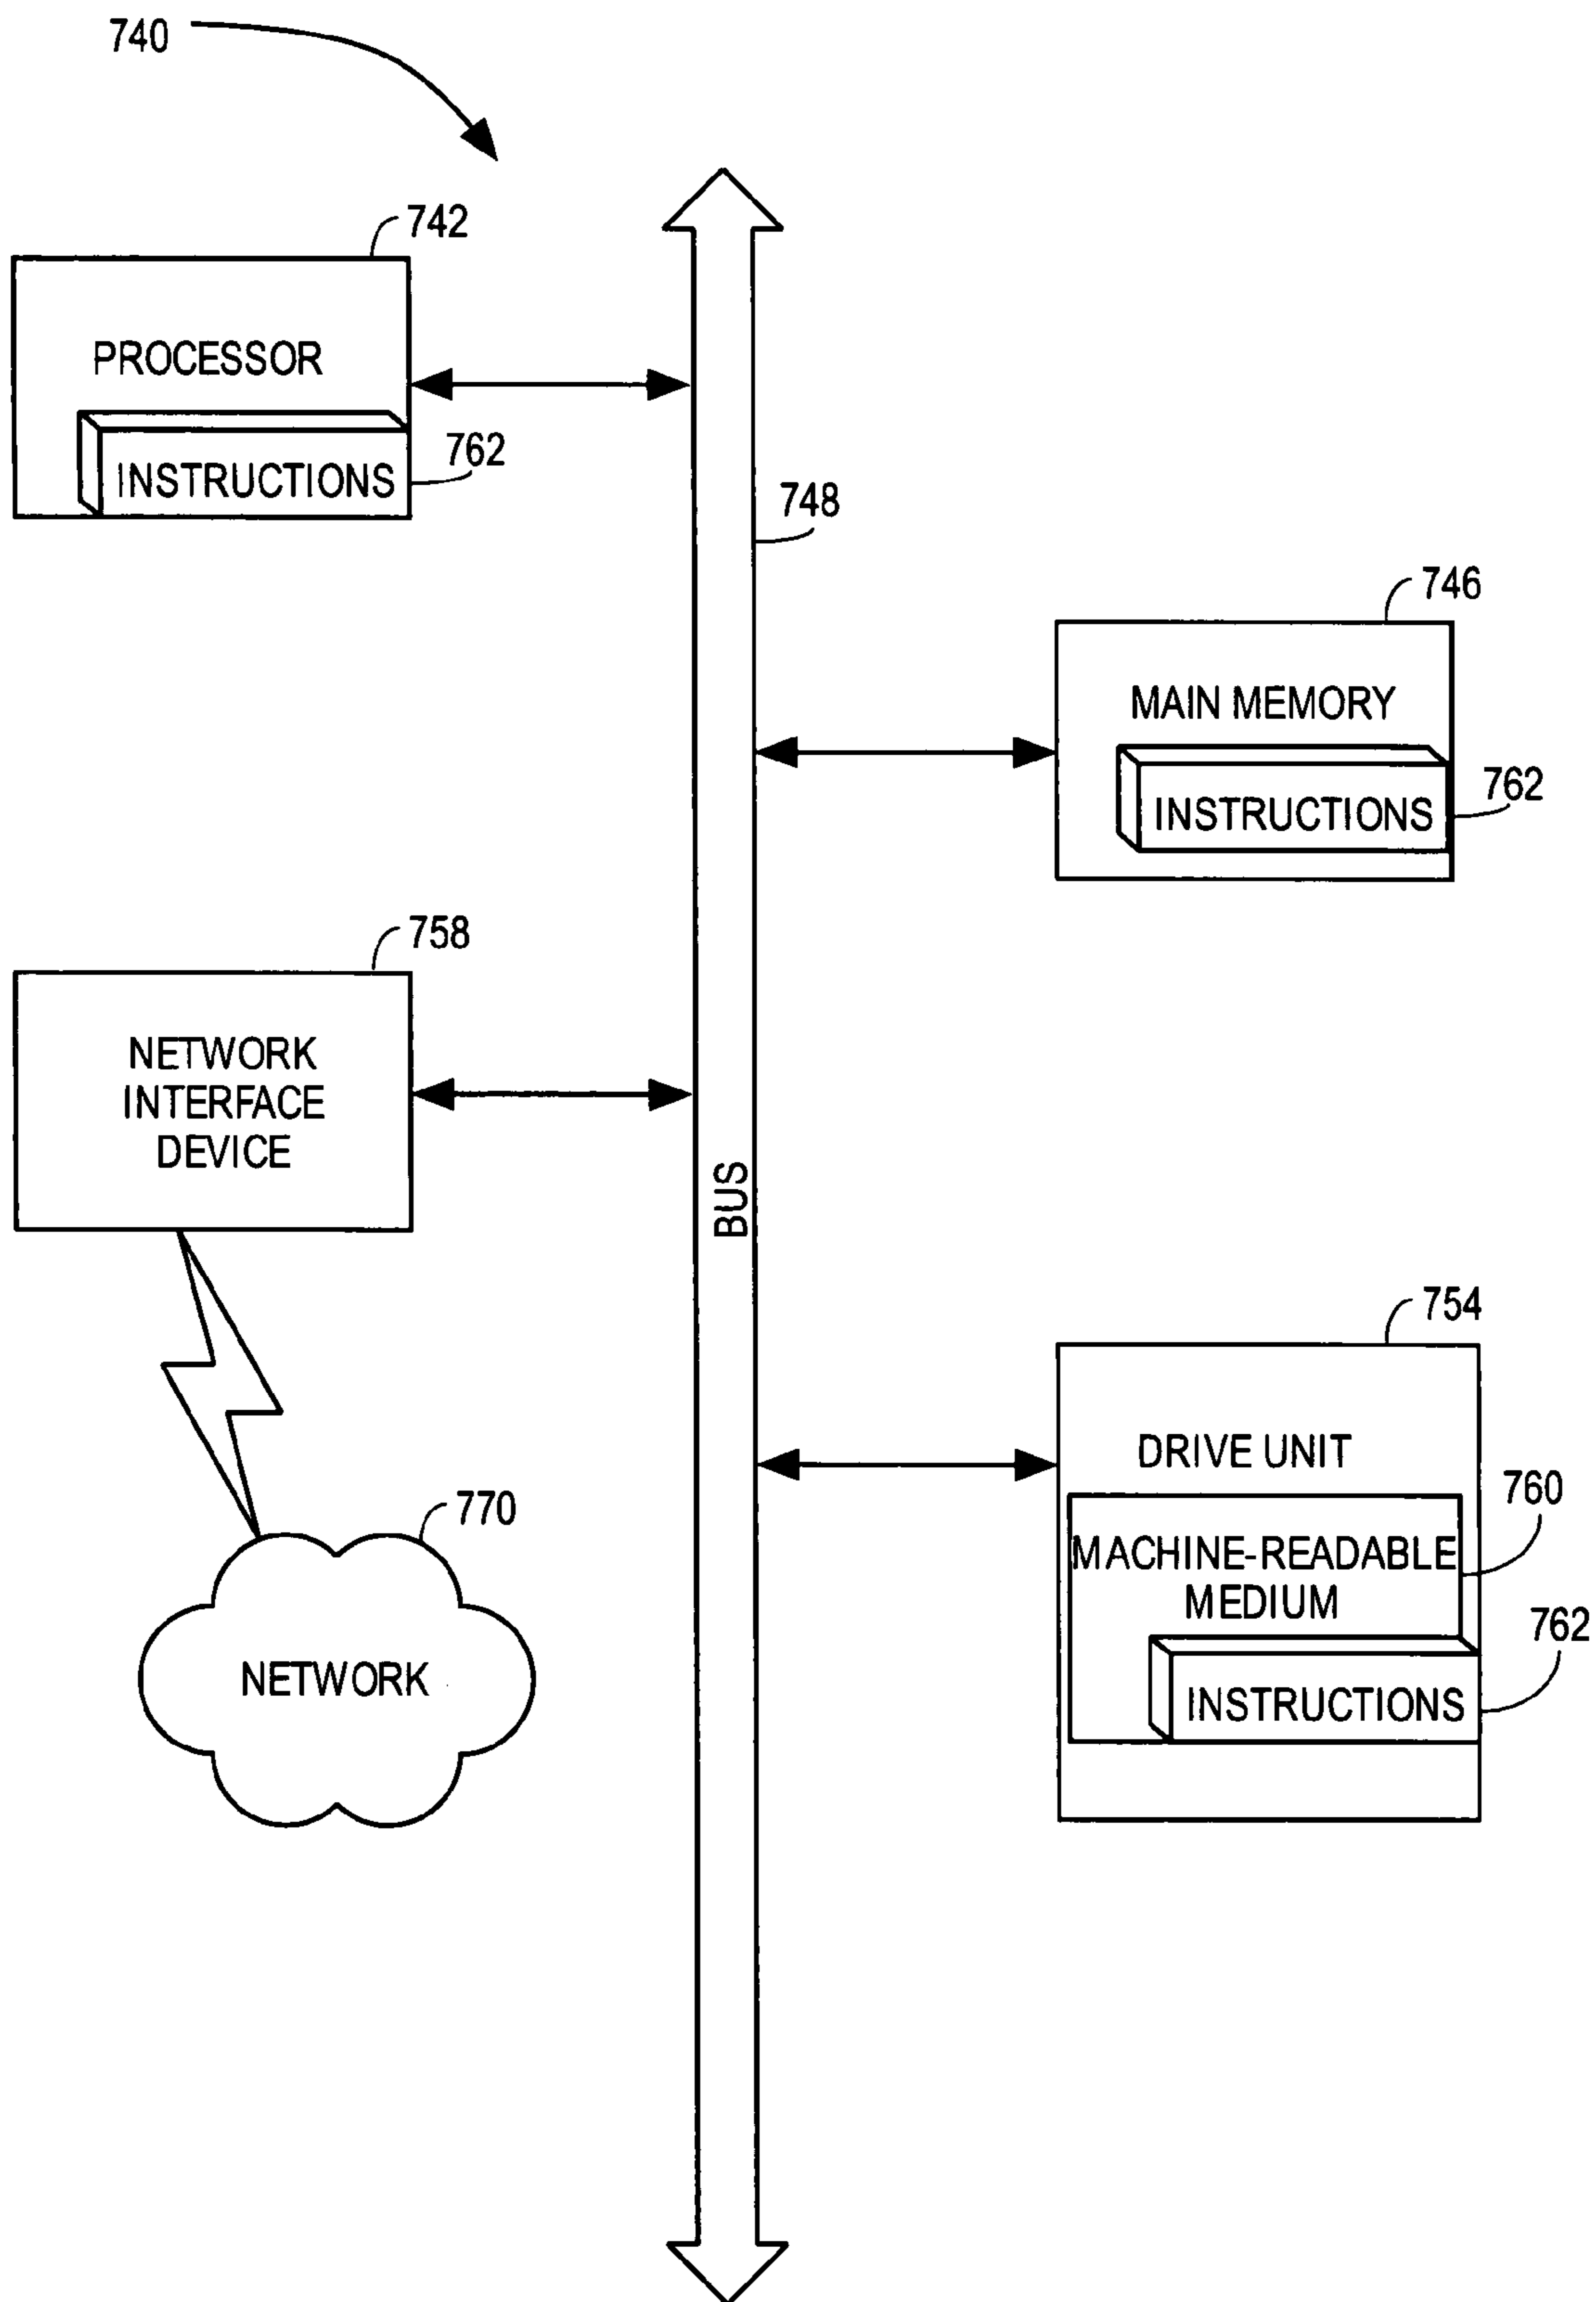 740
742
PROCESSOR
762
INSTRUCTIONS
748
746
MAIN MEMORY
762
INSTRUCTIONS
758
NETWORK
INTERFACE
DEVICE
BUS
754
DRIVE UNIT
760
MACHINE-READABLE
MEDIUM
762
INSTRUCTIONS
770
NETWORK